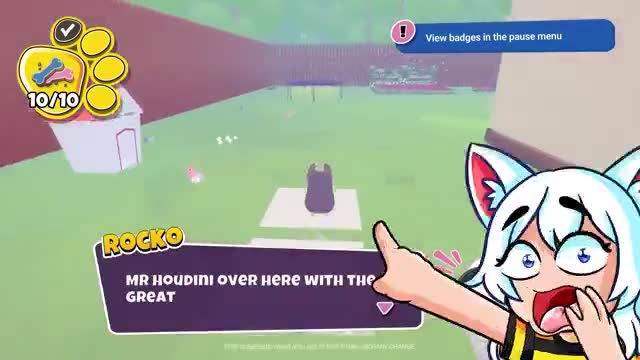 View badges in the pause menu
10/10
ROCKO
MR HOUDINI OVER HERE WITH THE
GREAT